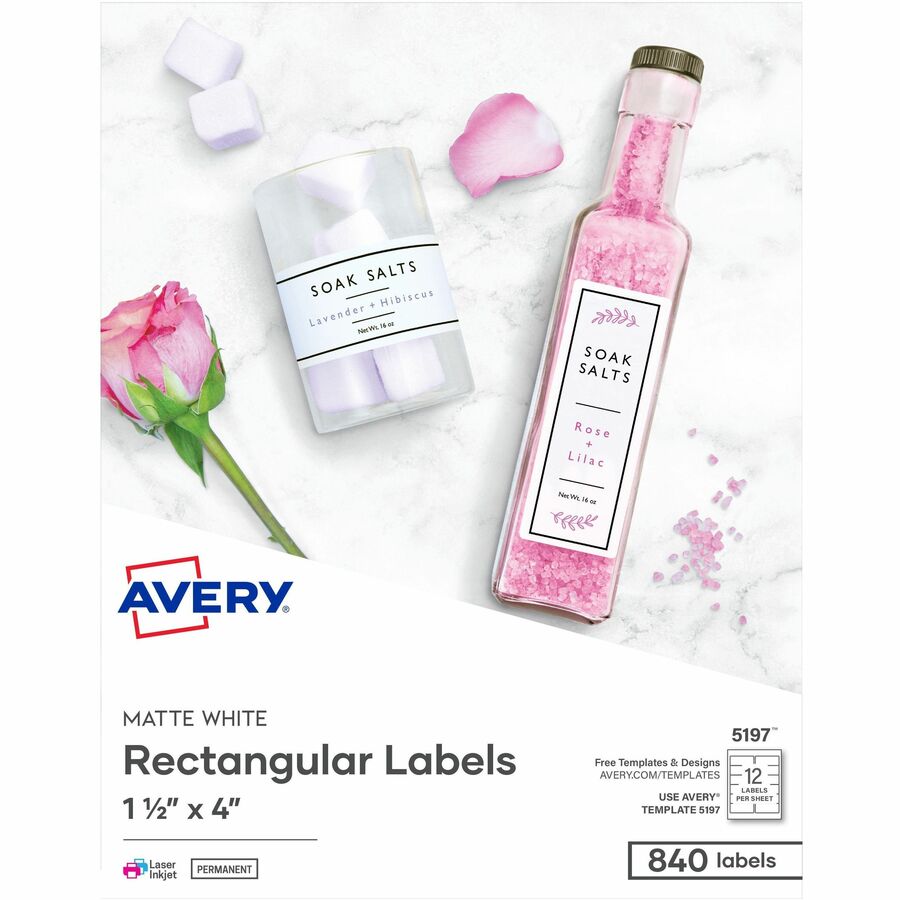 SOAK SALTS
Lavender + Hibiscus
Net Wt. 16 oz
SOAK
SALTS
Rose
+
Lilac
Net Wt. 16 oz
AVERY®
MATTE WHITE
Rectangular Labels
1 ½” x 4”
Laser
Inkjet
PERMANENT
5197™
Free Templates & Designs
AVERY.COM/TEMPLATES
USE AVERY®
TEMPLATE 5197
12
LABELS
PER SHEET
840 labels